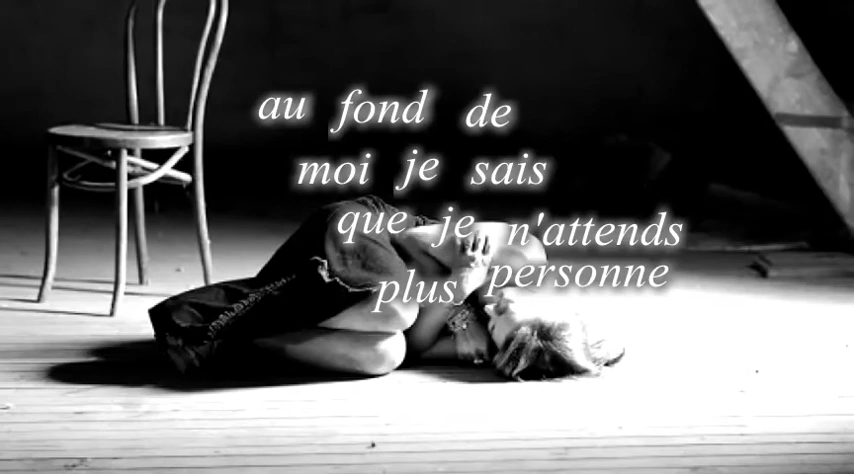 au fond de
moi je sais
que je n'attends
plus personne